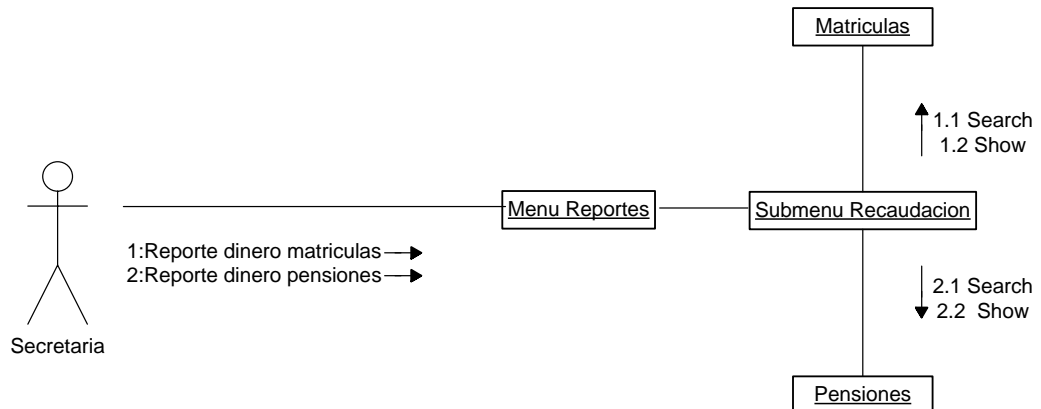 Matriculas
1.1 Search
1.2 Show
Menu Reportes
Submenu Recaudacion
1:Reporte dinero matriculas
2:Reporte dinero pensiones
2.1 Search
2.2 Show
Secretaria
Pensiones